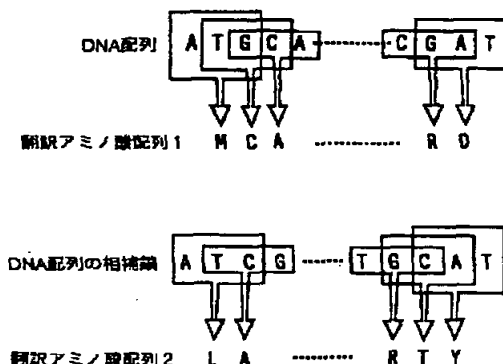 DNA配列 A T G C A ………… C G A T
翻訳アミノ酸配列1 M C A ………… R D
DNA配列の相補鎖 A T C G ……… T G C A T
翻訳アミノ酸配列2 L A ………… R T Y